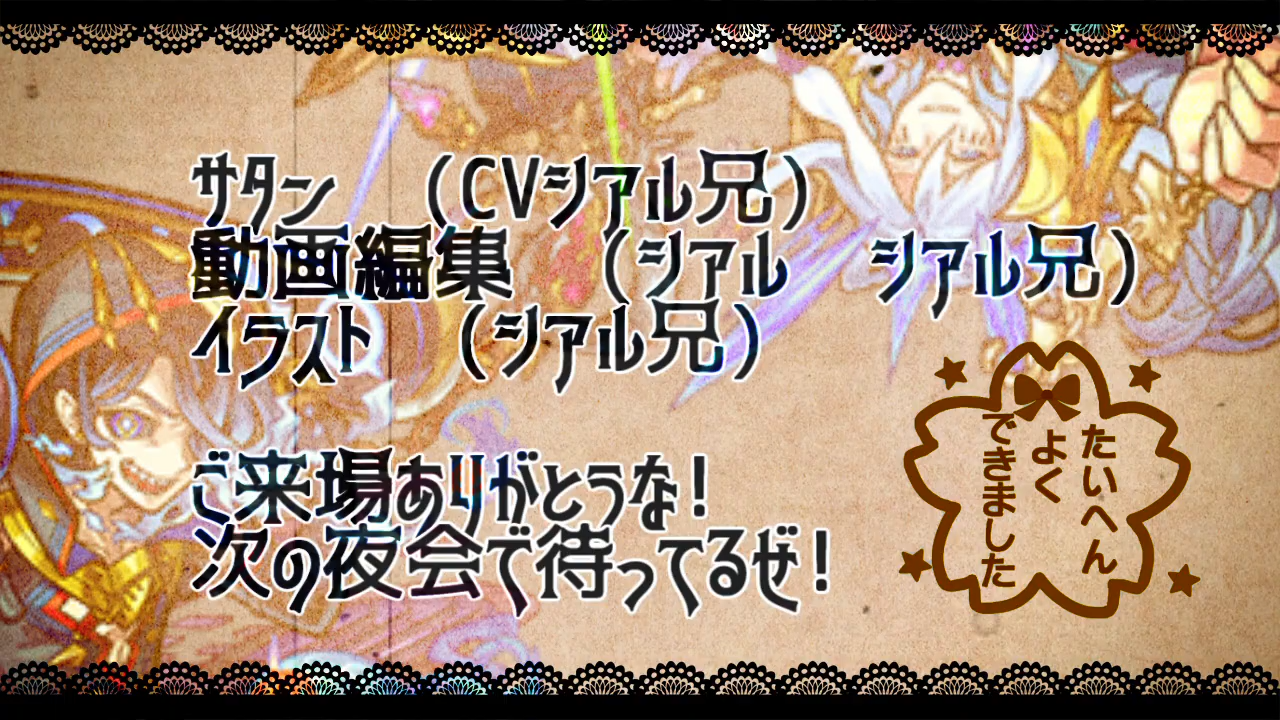 サタン　（CVシアル兄）
動画編集　（シアル　シアル兄）
イラスト　（シアル兄）
ご来場ありがとうな！
次の夜会で待ってるぜ！
たいへん
よく
できました